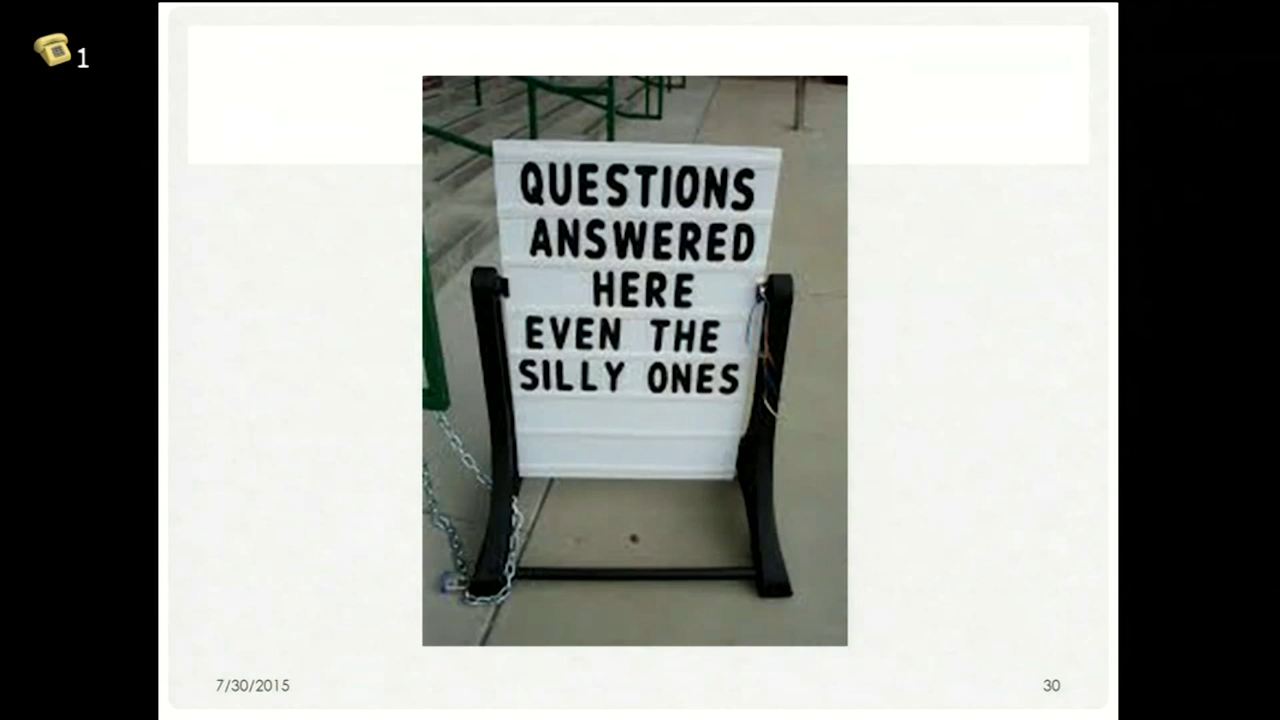 1
QUESTIONS
ANSWERED
HERE
EVEN THE
SILLY ONES
7/30/2015
30